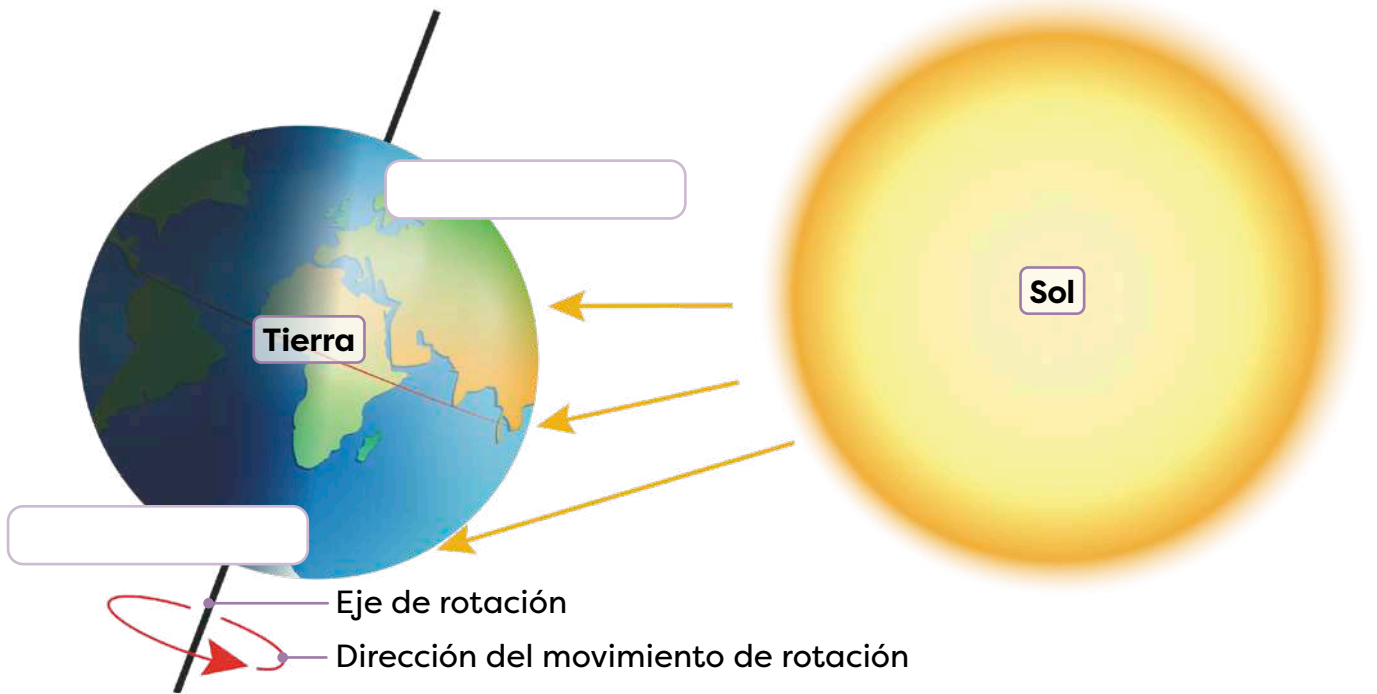 Sol
Tierra
Eje de rotación
Dirección del movimiento de rotación